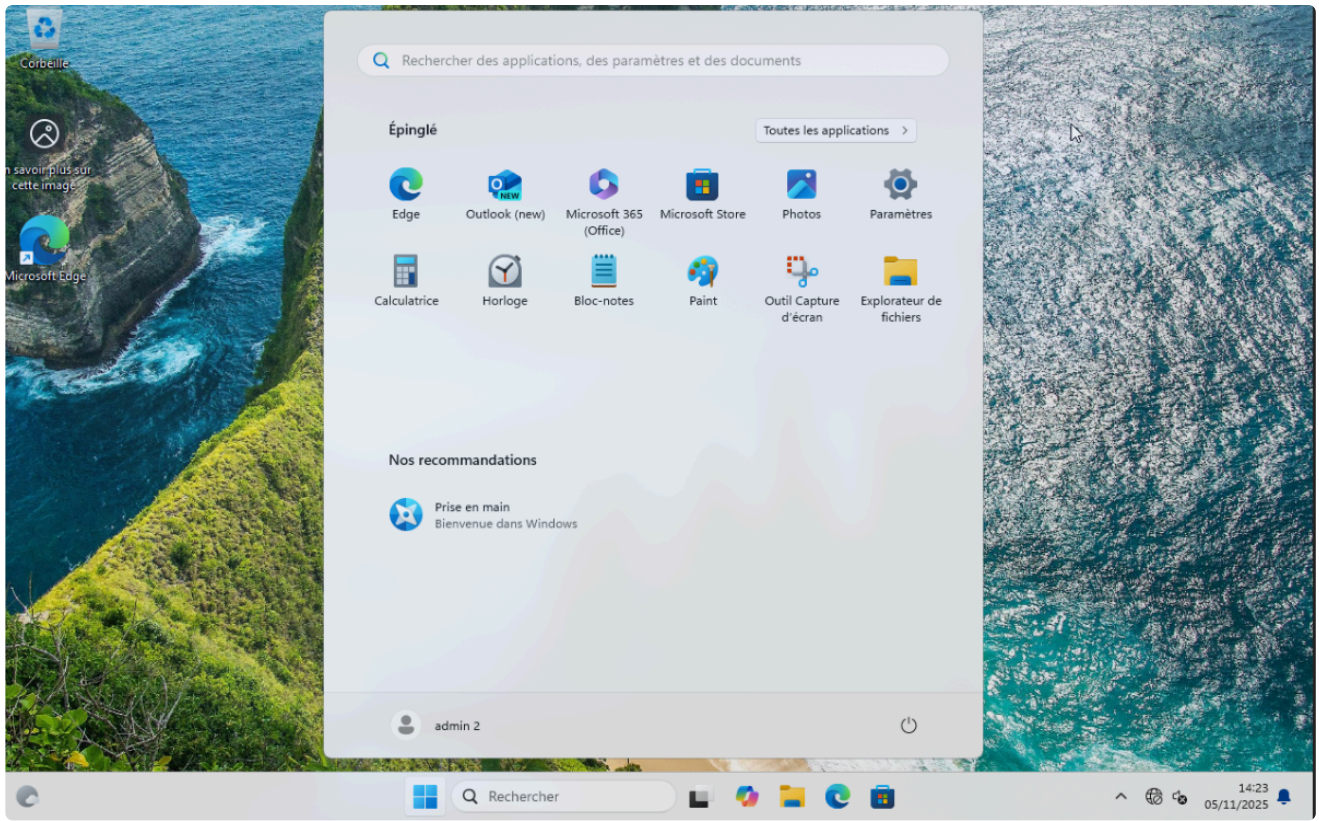 Corbeille
n savoir plus sur
cette image
Microsoft Edge
Rechercher des applications, des paramètres et des documents
Épinglé
Toutes les applications
Edge
Outlook (new)
NEW
Microsoft 365
(Office)
Microsoft Store
Photos
Paramètres
Calculatrice
Horloge
Bloc-notes
Paint
Outil Capture
d'écran
Explorateur de
fichiers
Nos recommandations
Prise en main
Bienvenue dans Windows
admin 2
Rechercher
14:23
05/11/2025